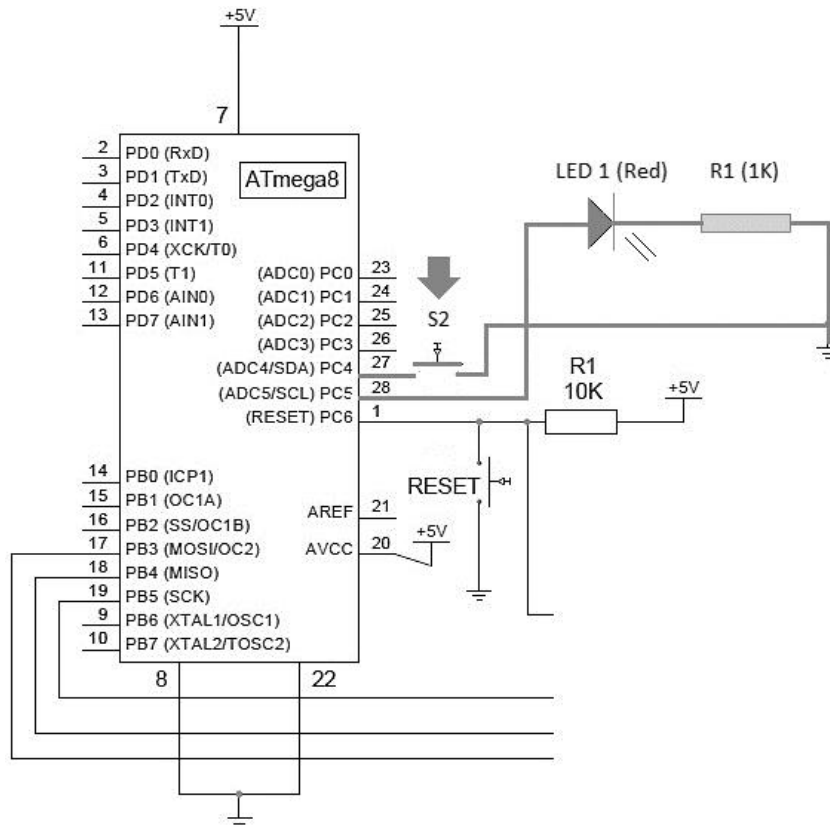 +5V
7
2 PD0 (RxD)
3 PD1 (TxD)
4 PD2 (INT0)
5 PD3 (INT1)
6 PD4 (XCK/T0)
11 PD5 (T1)
12 PD6 (AIN0)
13 PD7 (AIN1)
ATmega8
(ADC0) PC0 23
(ADC1) PC1 24
(ADC2) PC2 25
(ADC3) PC3 26
(ADC4/SDA) PC4 27
(ADC5/SCL) PC5 28
(RESET) PC6 1
LED 1 (Red)
R1 (1K)
S2
R1
10K
+5V
RESET
14 PB0 (ICP1)
15 PB1 (OC1A)
16 PB2 (SS/OC1B)
17 PB3 (MOSI/OC2)
18 PB4 (MISO)
19 PB5 (SCK)
9 PB6 (XTAL1/OSC1)
10 PB7 (XTAL2/TOSC2)
AREF 21
AVCC 20
+5V
8
22